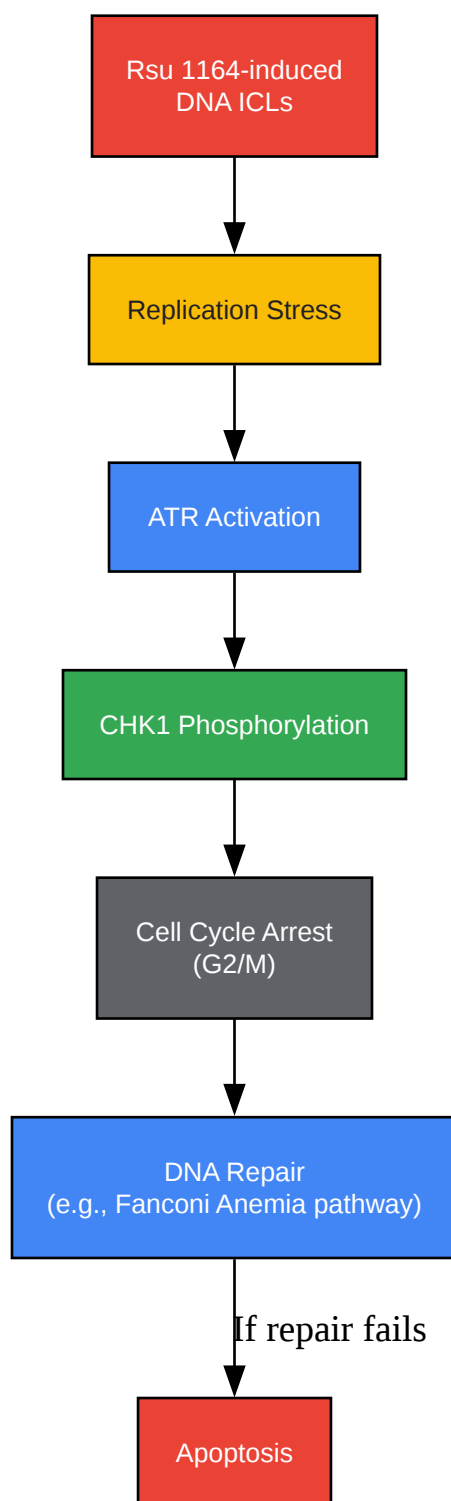 Rsu 1164-induced
DNA ICLs
Replication Stress
ATR Activation
CHK1 Phosphorylation
Cell Cycle Arrest
(G2/M)
DNA Repair
(e.g., Fanconi Anemia pathway)
If repair fails
Apoptosis